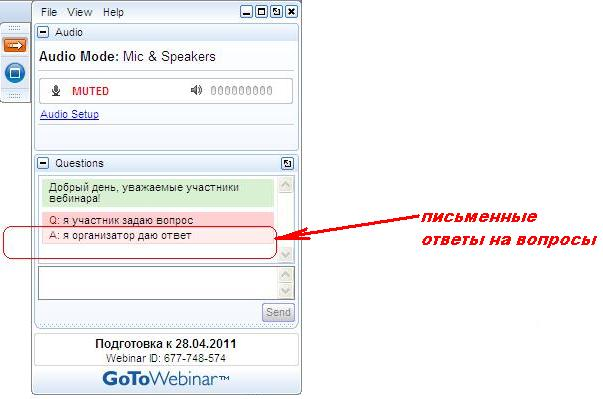 File View Help
Audio
Audio Mode: Mic & Speakers
MUTED 000000000
Audio Setup
Questions
Добрый день, уважаемые участники
вебинара!
Q: я участник задаю вопрос
A: я организатор даю ответ
письменные
ответы на вопросы
Send
Подготовка к 28.04.2011
Webinar ID: 677-748-574
GoToWebinar™